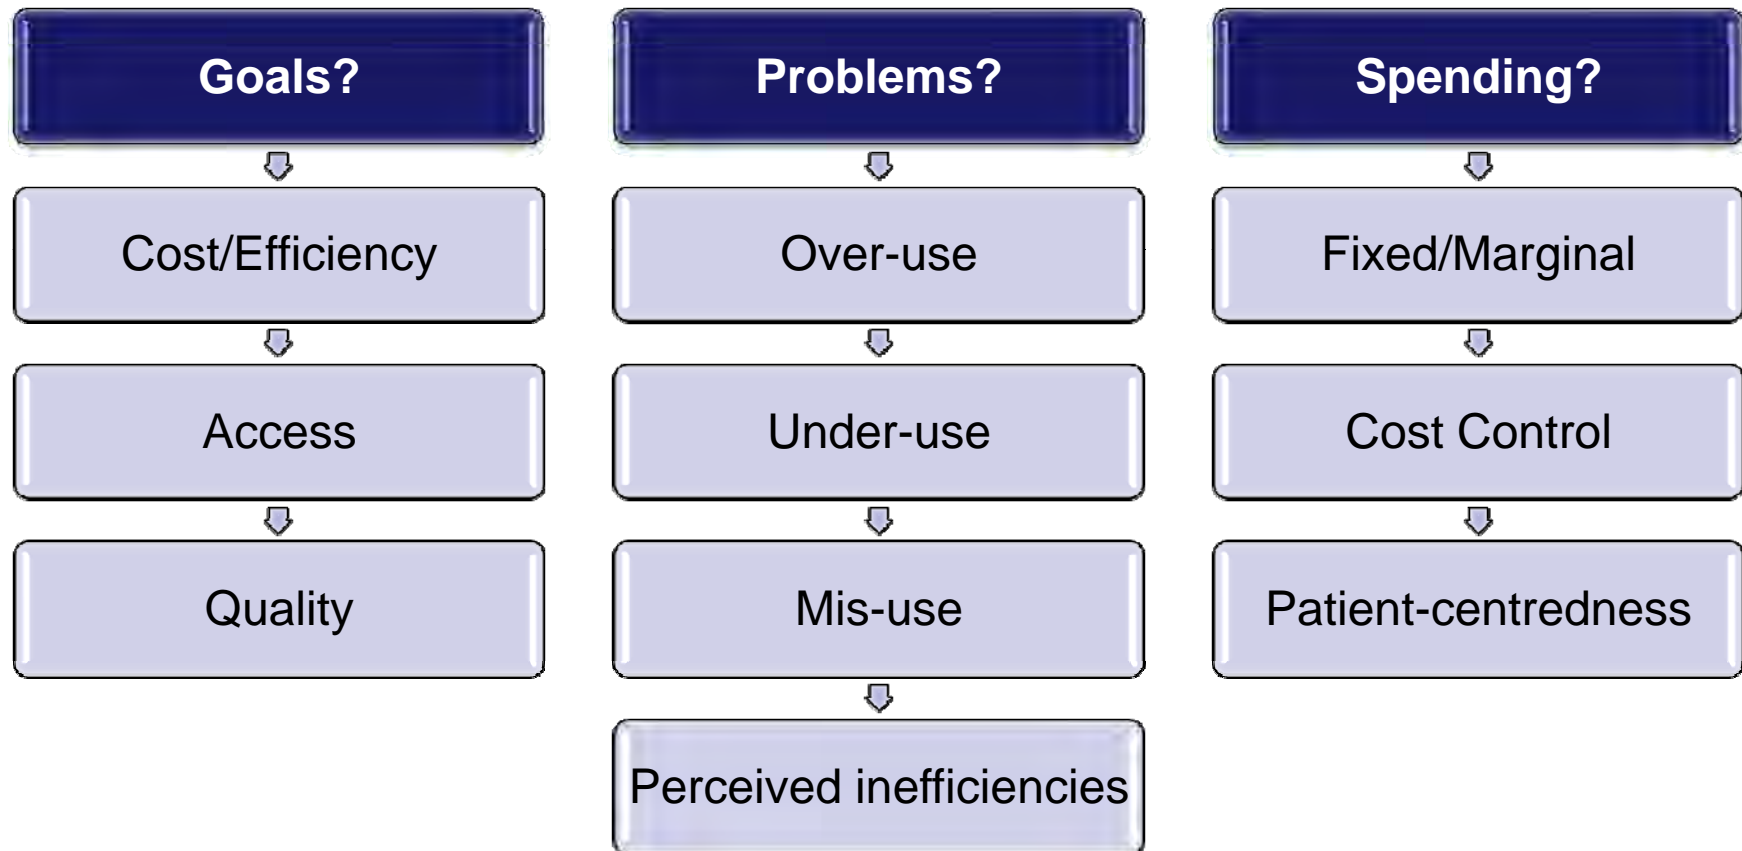 Goals?
Cost/Efficiency
Access
Quality
Problems?
Over-use
Under-use
Mis-use
Perceived inefficiencies
Spending?
Fixed/Marginal
Cost Control
Patient-centredness